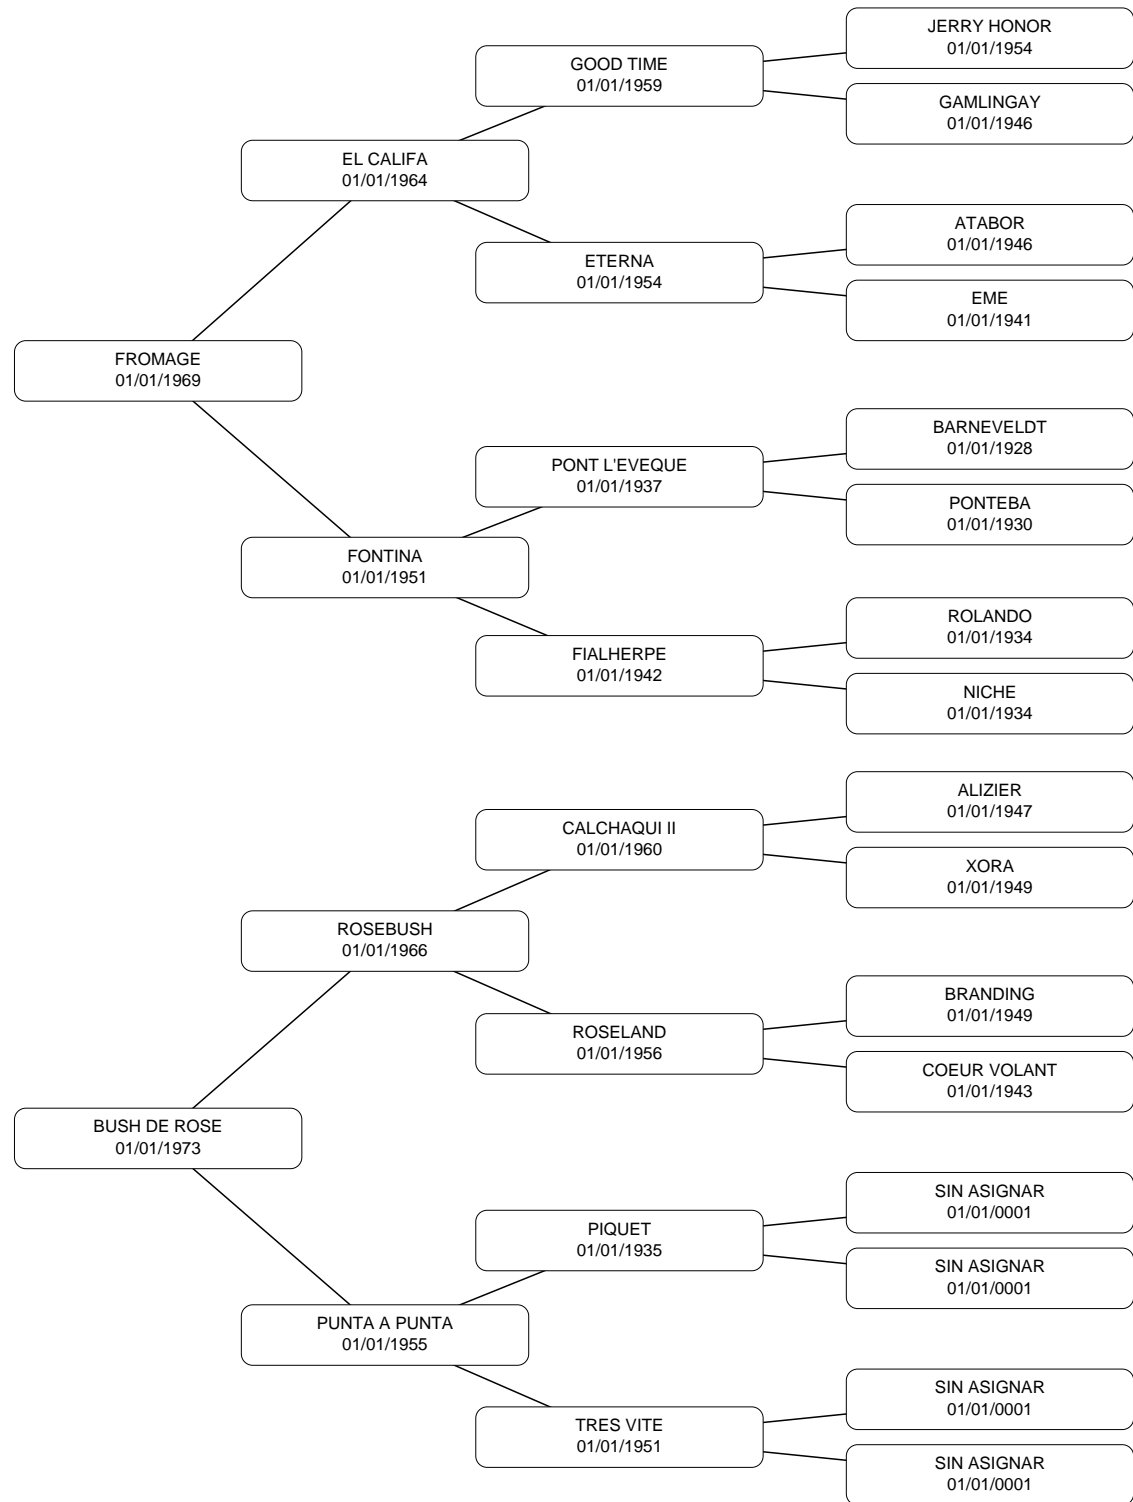 JERRY HONOR
01/01/1954
GOOD TIME
01/01/1959
GAMLINGAY
01/01/1946
EL CALIFA
01/01/1964
ATABOR
01/01/1946
ETERNA
01/01/1954
EME
01/01/1941
FROMAGE
01/01/1969
BARNEVELDT
01/01/1928
PONT L'EVEQUE
01/01/1937
PONTEBA
01/01/1930
FONTINA
01/01/1951
ROLANDO
01/01/1934
FIALHERPE
01/01/1942
NICHE
01/01/1934
ALIZIER
01/01/1947
CALCHAQUI II
01/01/1960
XORA
01/01/1949
ROSEBUSH
01/01/1966
BRANDING
01/01/1949
ROSELAND
01/01/1956
COEUR VOLANT
01/01/1943
BUSH DE ROSE
01/01/1973
SIN ASIGNAR
01/01/0001
PIQUET
01/01/1935
SIN ASIGNAR
01/01/0001
PUNTA A PUNTA
01/01/1955
SIN ASIGNAR
01/01/0001
TRES VITE
01/01/1951
SIN ASIGNAR
01/01/0001